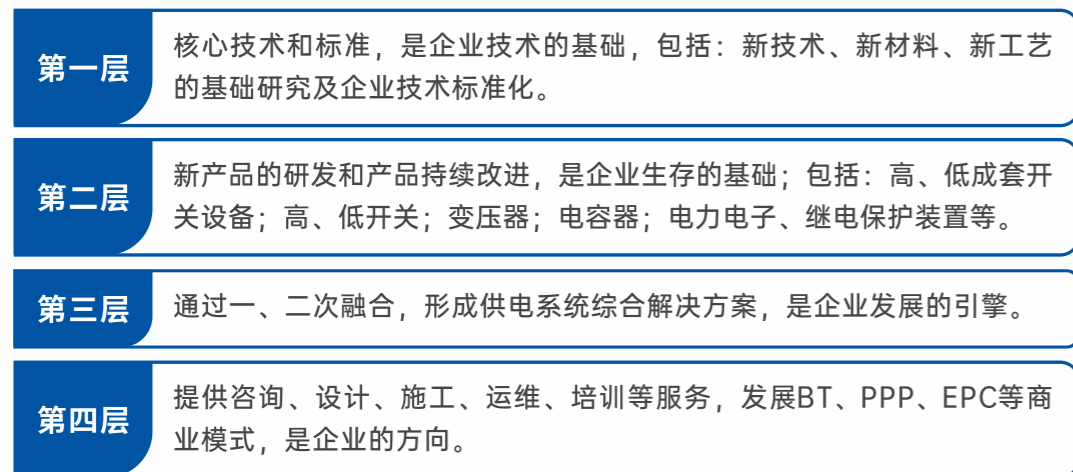 第一层
核心技术和标准，是企业技术的基础，包括：新技术、新材料、新工艺
的基础研究及企业技术标准化。
第二层
新产品的研发和产品持续改进，是企业生存的基础；包括：高、低成套开
关设备；高、低开关；变压器；电容器；电力电子、继电保护装置等。
第三层
通过一、二次融合，形成供电系统综合解决方案，是企业发展的引擎。
第四层
提供咨询、设计、施工、运维、培训等服务，发展BT、PPP、EPC等商
业模式，是企业的方向。